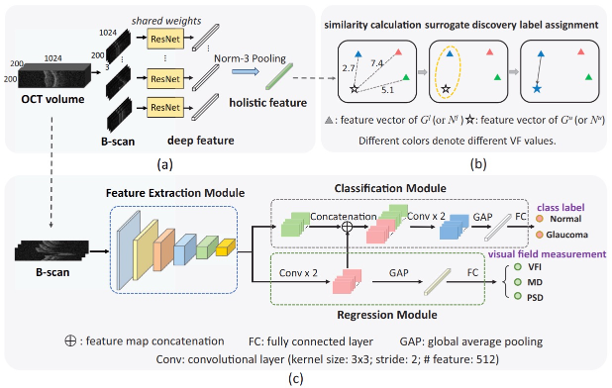 (a)
1024
200
200
OCT volume
1024
200
3
B-scan
shared weights
ResNet
ResNet
ResNet
ResNet
deep feature
Norm-3 Pooling
holistic feature
(b)
similarity calculation surrogate discovery label assignment
2.7
7.4
5.1
: feature vector of Gˡ (or Nˡ) : feature vector of Gᵘ (or Nᵘ)
Different colors denote different VF values.
(c)
B-scan
Feature Extraction Module
Classification Module
Concatenation
Conv x 2
GAP
FC
class label
Normal
Glaucoma
visual field measurement
Conv x 2
GAP
FC
VFI
MD
PSD
Regression Module
: feature map concatenation FC: fully connected layer GAP: global average pooling
Conv: convolutional layer (kernel size: 3x3; stride: 2; # feature: 512)